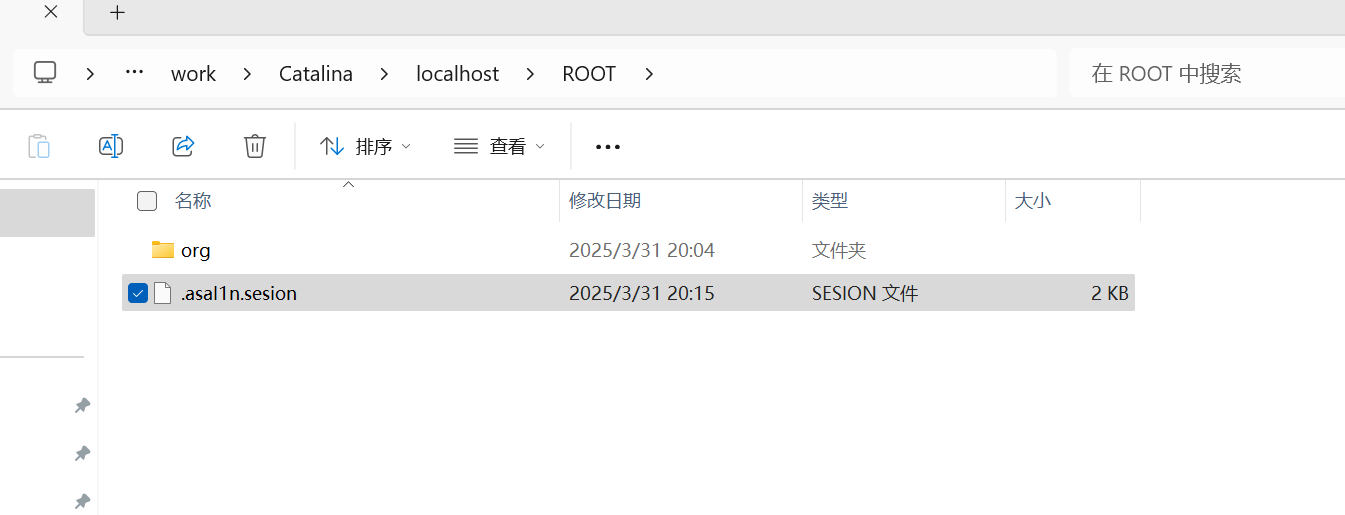 work Catalina localhost ROOT 在 ROOT 中搜索
排序 查看
名称 修改日期 类型 大小
org 2025/3/31 20:04 文件夹
.asal1n.sesion 2025/3/31 20:15 SESION 文件 2 KB